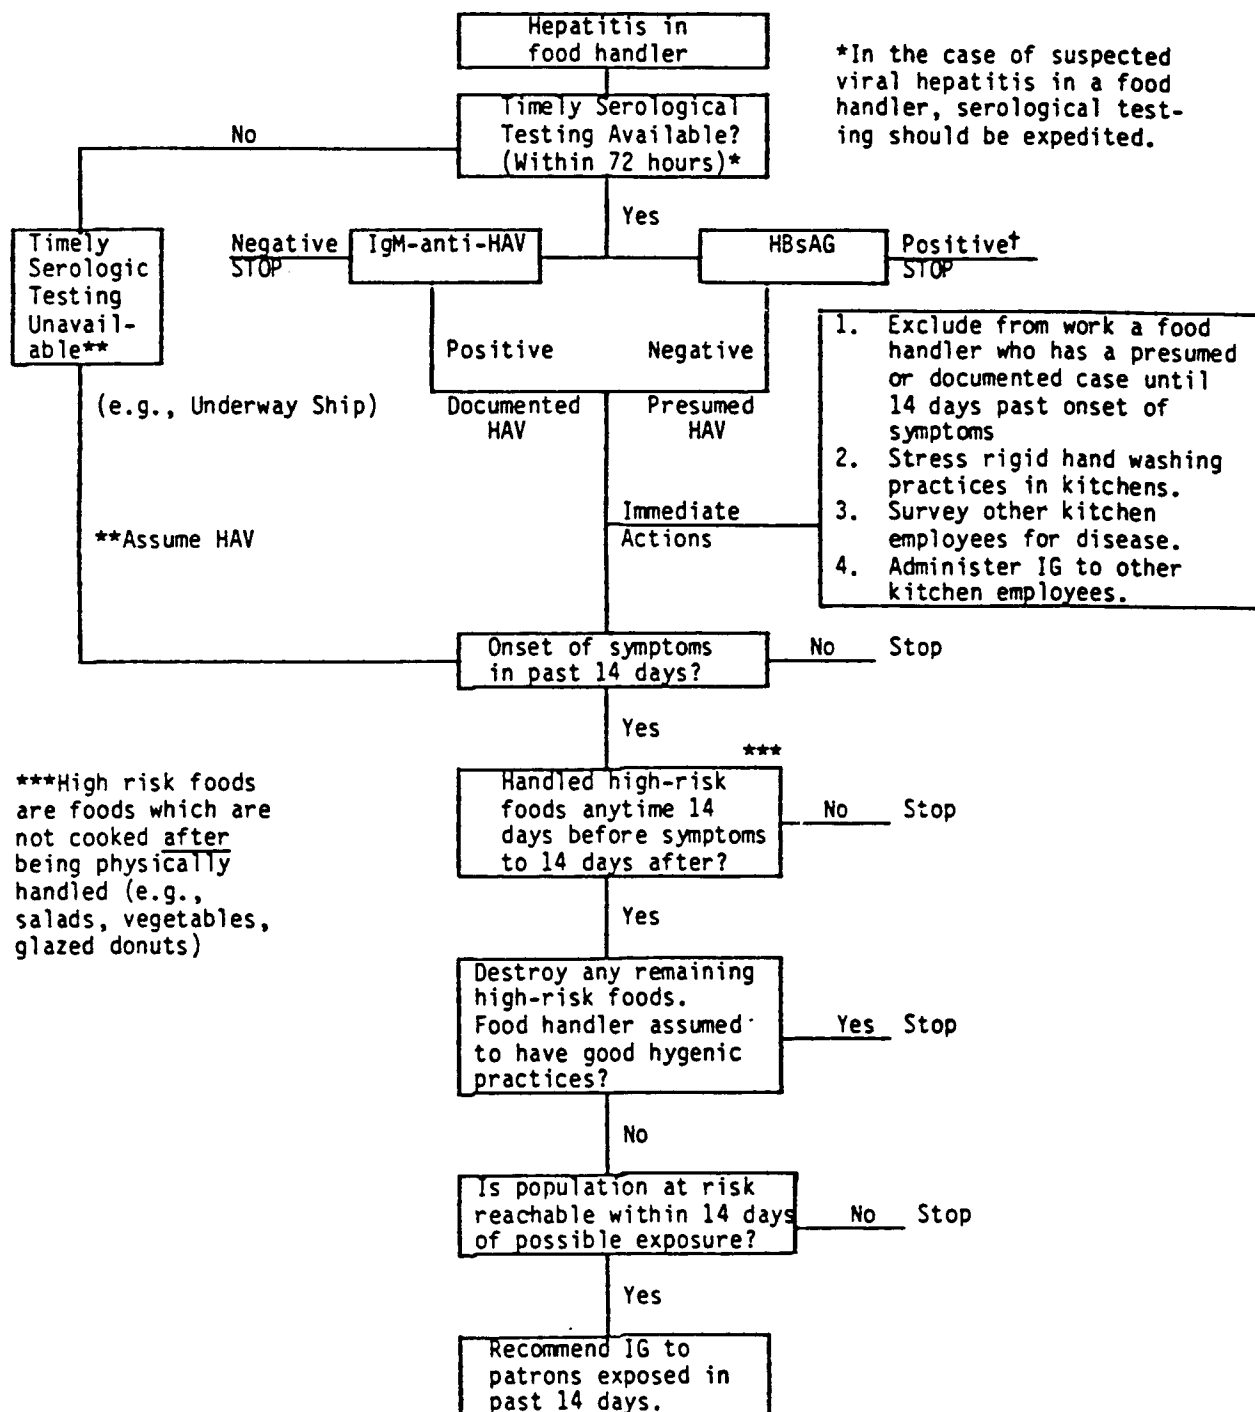 Hepatitis in
food handler
*In the case of suspected
viral hepatitis in a food
handler, serological test-
ing should be expedited.
Timely Serological
Testing Available?
(Within 72 hours)*
No
Yes
Timely
Serologic
Testing
Unavail-
able**
Negative
STOP
IgM-anti-HAV
HBsAG
Positive†
STOP
Positive
Negative
(e.g., Underway Ship)
Documented
HAV
Presumed
HAV
1. Exclude from work a food
handler who has a presumed
or documented case until
14 days past onset of
symptoms
2. Stress rigid hand washing
practices in kitchens.
3. Survey other kitchen
employees for disease.
4. Administer IG to other
kitchen employees.
Immediate
Actions
**Assume HAV
Onset of symptoms
in past 14 days?
No Stop
Yes
***
***High risk foods
are foods which are
not cooked after
being physically
handled (e.g.,
salads, vegetables,
glazed donuts)
Handled high-risk
foods anytime 14
days before symptoms
to 14 days after?
No Stop
Yes
Destroy any remaining
high-risk foods.
Food handler assumed
to have good hygenic
practices?
Yes Stop
No
Is population at risk
reachable within 14 days
of possible exposure?
No Stop
Yes
Recommend IG to
patrons exposed in
past 14 days.